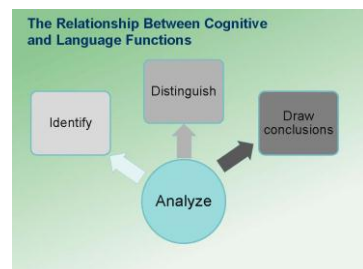 The Relationship Between Cognitive
and Language Functions
Distinguish
Identify
Draw
conclusions
Analyze